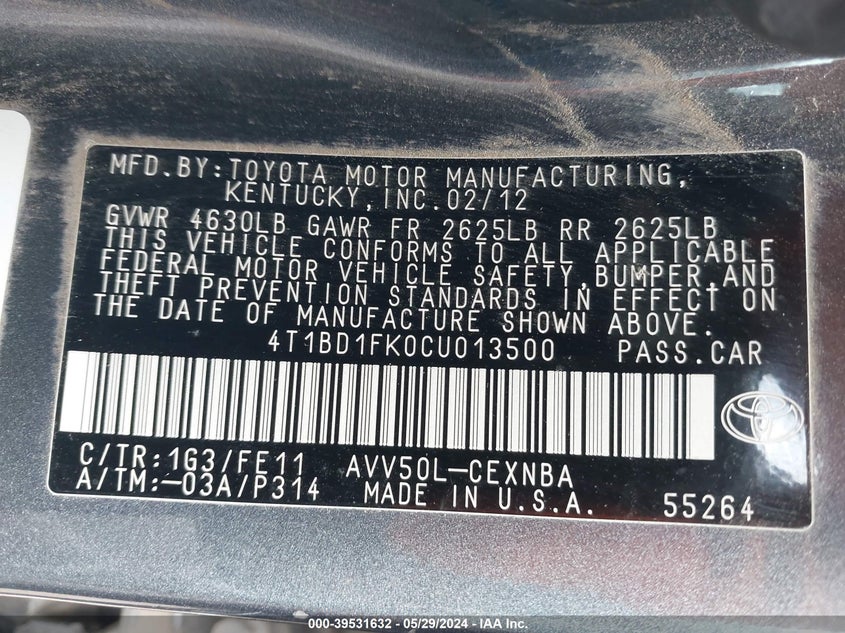 MFD.BY:TOYOTA MOTOR MANUFACTURING,
KENTUCKY,INC.02/12
GVWR 4630LB GAWR FR 2625LB RR 2625LB
THIS VEHICLE CONFORMS TO ALL APPLICABLE
FEDERAL MOTOR VEHICLE SAFETY,BUMPER,AND
THEFT PREVENTION STANDARDS IN EFFECT ON
THE DATE OF MANUFACTURE SHOWN ABOVE.
4T1BD1FK0CU013500 PASS.CAR
C/TR:1G3/FE11 AVV50L-CEXNBA
A/TM:-03A/P314 MADE IN U.S.A. 55264
000-39531632 / 05/29/2024 - IAA Inc.